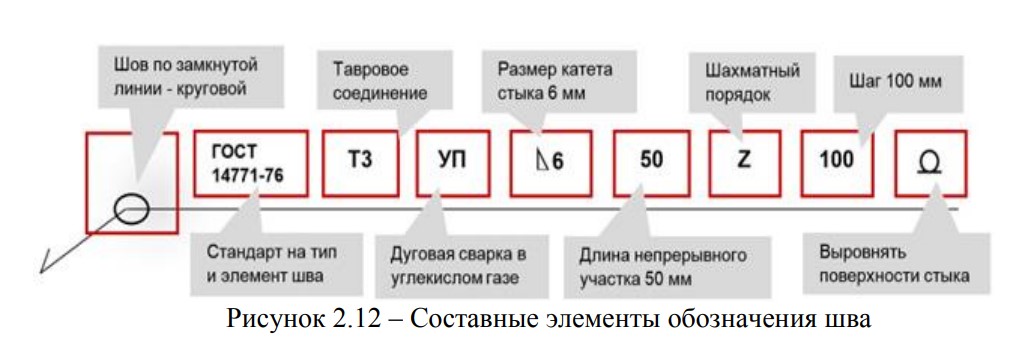 Шов по замкнутой
линии - круговой
Тавровое
соединение
Размер катета
стыка 6 мм
Шахматный
порядок
Шаг 100 мм
ГОСТ
14771-76
Т3
УП
6
50
Z
100
Стандарт на тип
и элемент шва
Дуговая сварка в
углекислом газе
Длина непрерывного
участка 50 мм
Выровнять
поверхности стыка
Рисунок 2.12 – Составные элементы обозначения шва